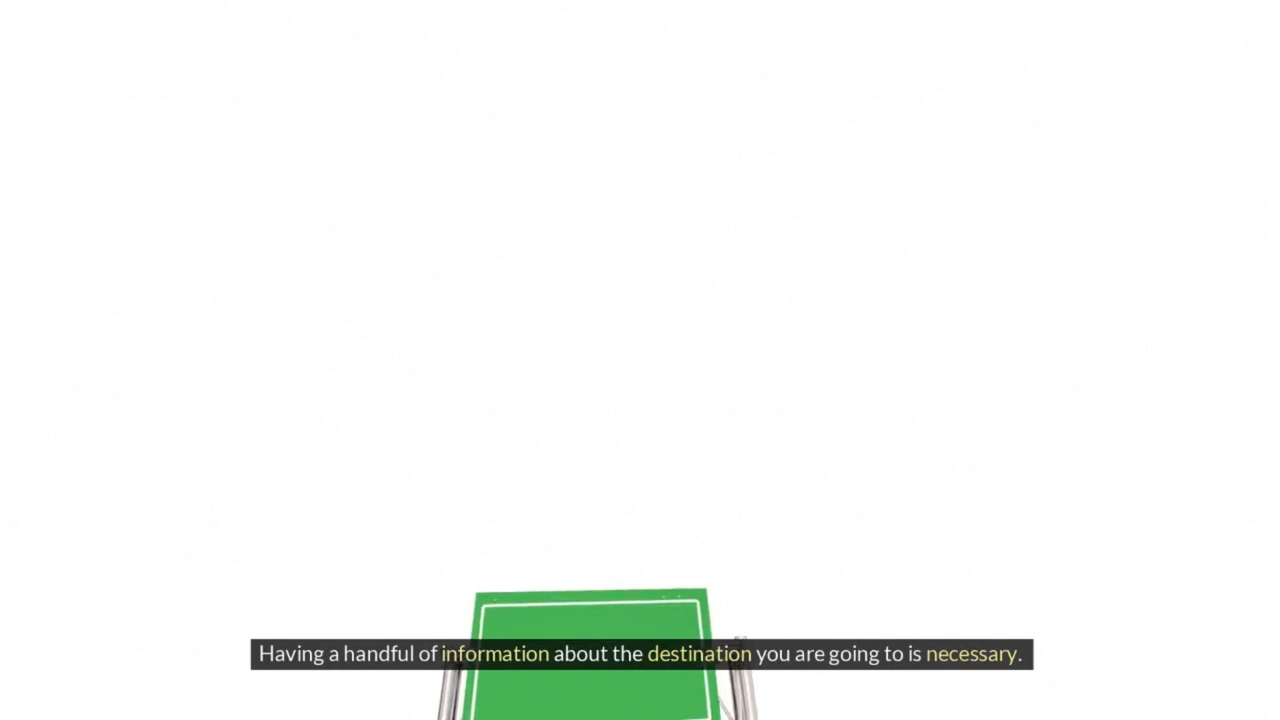 Having a handful of information about the destination you are going to is necessary.